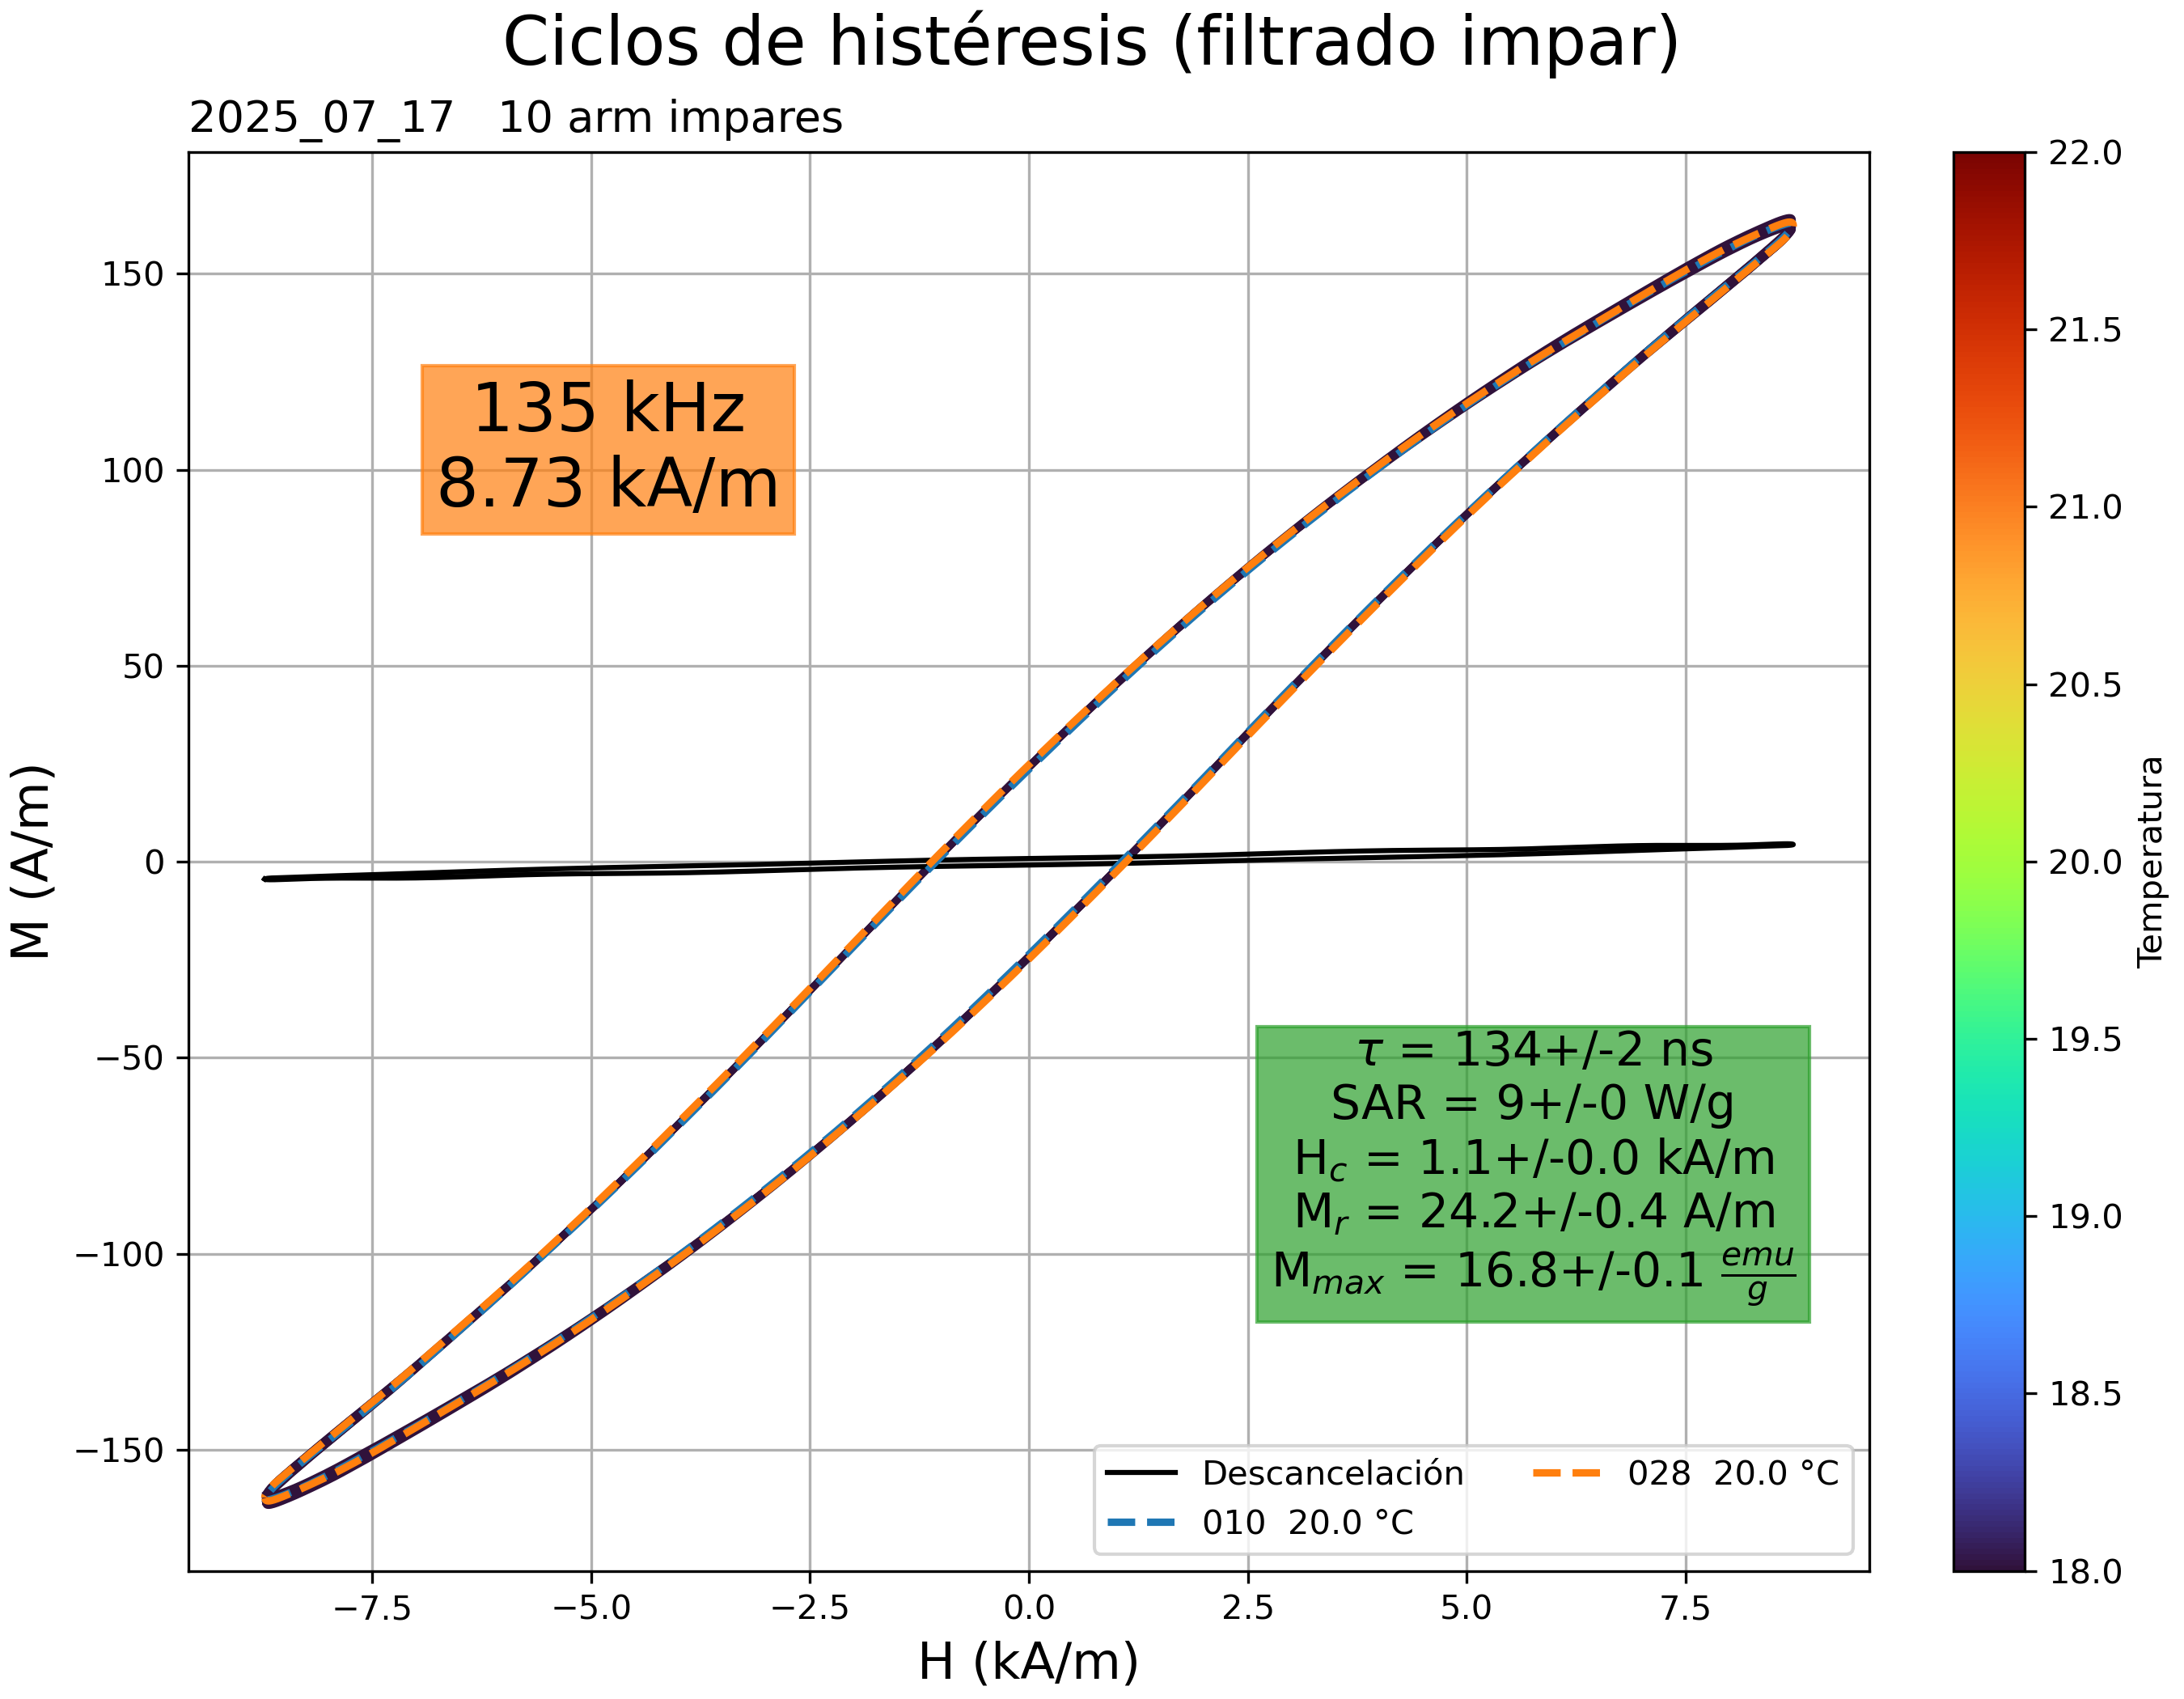 Ciclos de histéresis (filtrado impar)
2025_07_17   10 arm impares
135 kHz
8.73 kA/m
τ = 134+/-2 ns
SAR = 9+/-0 W/g
H_c = 1.1+/-0.0 kA/m
M_r = 24.2+/-0.4 A/m
M_max = 16.8+/-0.1 emu/g
Descancelación
010  20.0 °C
028  20.0 °C
M (A/m)
150
100
50
0
−50
−100
−150
−7.5
−5.0
−2.5
0.0
2.5
5.0
7.5
H (kA/m)
22.0
21.5
21.0
20.5
20.0
19.5
19.0
18.5
18.0
Temperatura